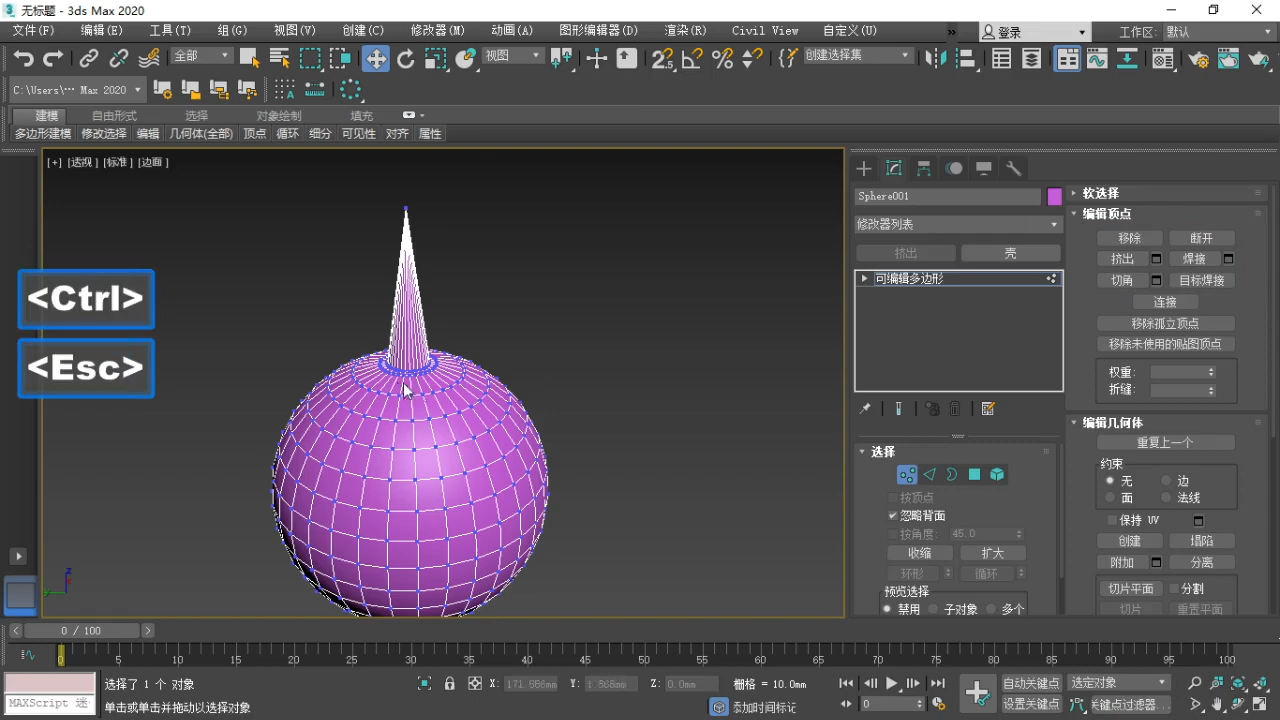 无标题 - 3ds Max 2020
文件(F) 编辑(E) 工具(T) 组(G) 视图(V) 创建(C) 修改器(M) 动画(A) 图形编辑器(D) 渲染(R) Civil View 自定义(U) » 登录 工作区: 默认
全部 视图 创建选择集
C:\Users\··· Max 2020
建模 自由形式 选择 对象绘制 填充
多边形建模 修改选择 编辑 几何体(全部) 顶点 循环 细分 可见性 对齐 属性
[+] [透视] [标准] [边面]
<Ctrl>
<Esc>
Sphere001
修改器列表
挤出 壳
可编辑多边形
选择
按顶点
忽略背面
按角度: 45.0
收缩 扩大
环形 循环
预览选择
禁用 子对象 多个
软选择
编辑顶点
移除 断开
挤出 焊接
切角 目标焊接
连接
移除孤立顶点
移除未使用的贴图顶点
权重:
折缝:
编辑几何体
重复上一个
约束
无 边
面 法线
保持 UV
创建 塌陷
附加 分离
切片平面 分割
切片 重置平面
0 / 100
0 5 10 15 20 25 30 35 40 45 50 55 60 65 70 75 80 85 90 95 100
选择了 1 个 对象 X: 171.566mm Y: Z: 0.0mm 栅格 = 10.0mm 自动关键点 选定对象
MAXScript 迷 单击或单击并拖动以选择对象 添加时间标记 0 设置关键点 关键点过滤器...